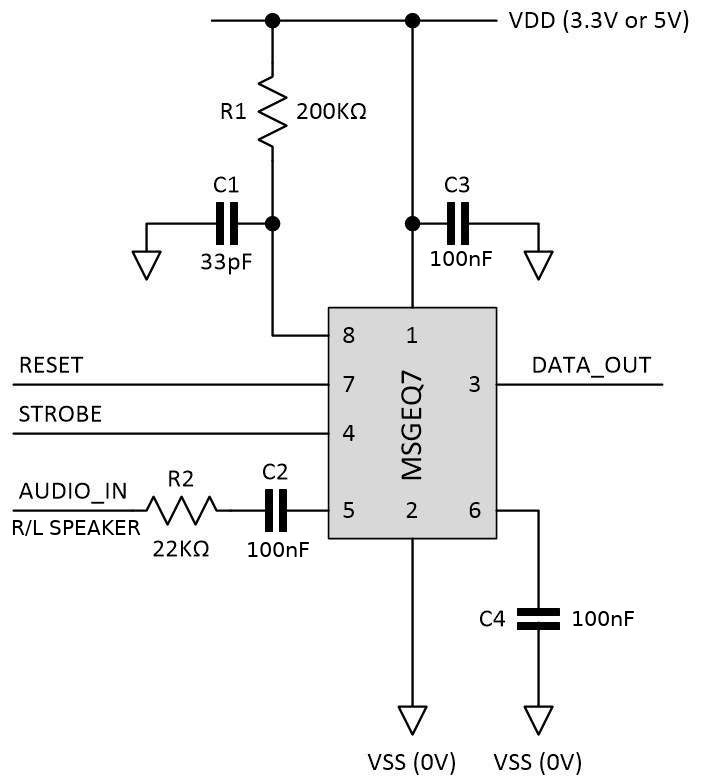 VDD (3.3V or 5V)
R1 200KΩ
C1
C3
33pF
100nF
8 1
RESET
DATA_OUT
7
3
STROBE
4
MSGEQ7
AUDIO_IN
R2
C2
R/L SPEAKER
5 2 6
22KΩ
100nF
C4 100nF
VSS (0V) VSS (0V)